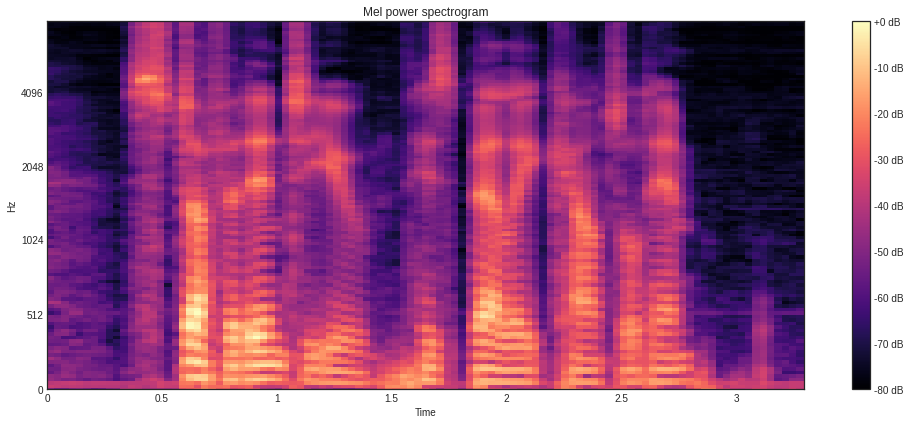 Mel power spectrogram
Hz
4096
2048
1024
512
0
0 0.5 1 1.5 2 2.5 3
Time
+0 dB
-10 dB
-20 dB
-30 dB
-40 dB
-50 dB
-60 dB
-70 dB
-80 dB